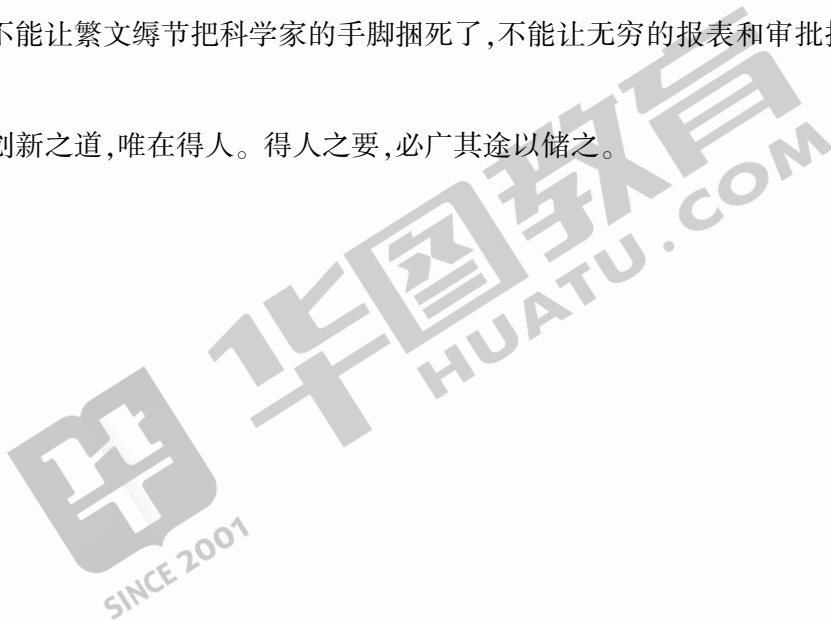 不能让繁文缛节把科学家的手脚捆死了,不能让无穷的报表和审批
创新之道,唯在得人。得人之要,必广其途以储之。
华图教育
HUATU.COM
SINCE 2001